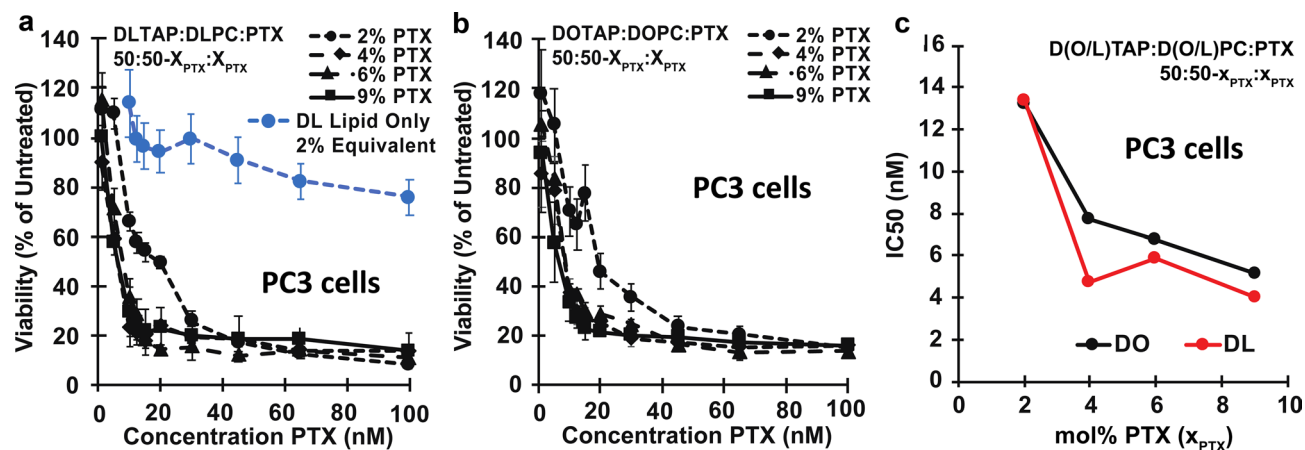 a
DLTAP:DLPC:PTX
50:50-XPTX:XPTX
2% PTX
4% PTX
6% PTX
9% PTX
DL Lipid Only
2% Equivalent
PC3 cells
Viability (% of Untreated)
140
120
100
80
60
40
20
0
0 20 40 60 80 100
Concentration PTX (nM)
b
DOTAP:DOPC:PTX
50:50-XPTX:XPTX
2% PTX
4% PTX
6% PTX
9% PTX
PC3 cells
Viability (% of Untreated)
140
120
100
80
60
40
20
0
0 20 40 60 80 100
Concentration PTX (nM)
c
D(O/L)TAP:D(O/L)PC:PTX
50:50-xPTX:xPTX
PC3 cells
IC50 (nM)
16
14
12
10
8
6
4
2
0
DO DL
0 2 4 6 8 10
mol% PTX (xPTX)